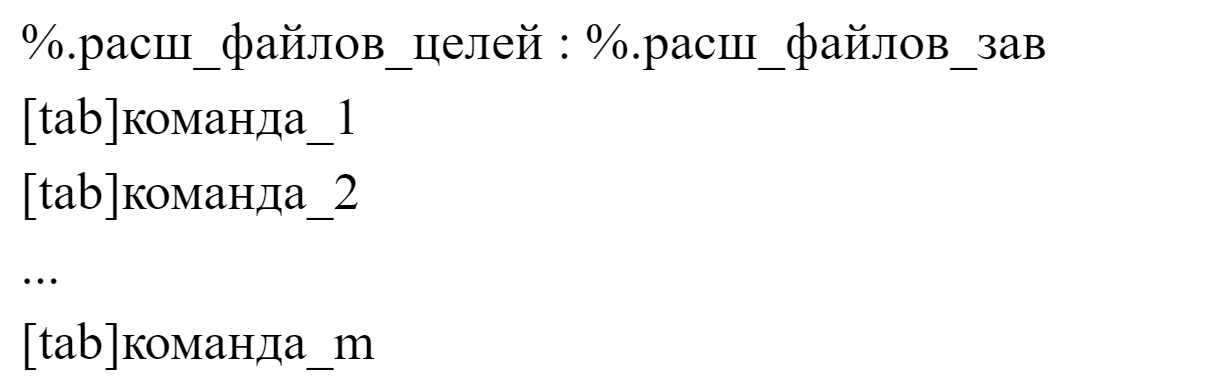 %.расш_файлов_целей : %.расш_файлов_зав
[tab]команда_1
[tab]команда_2
...
[tab]команда_m